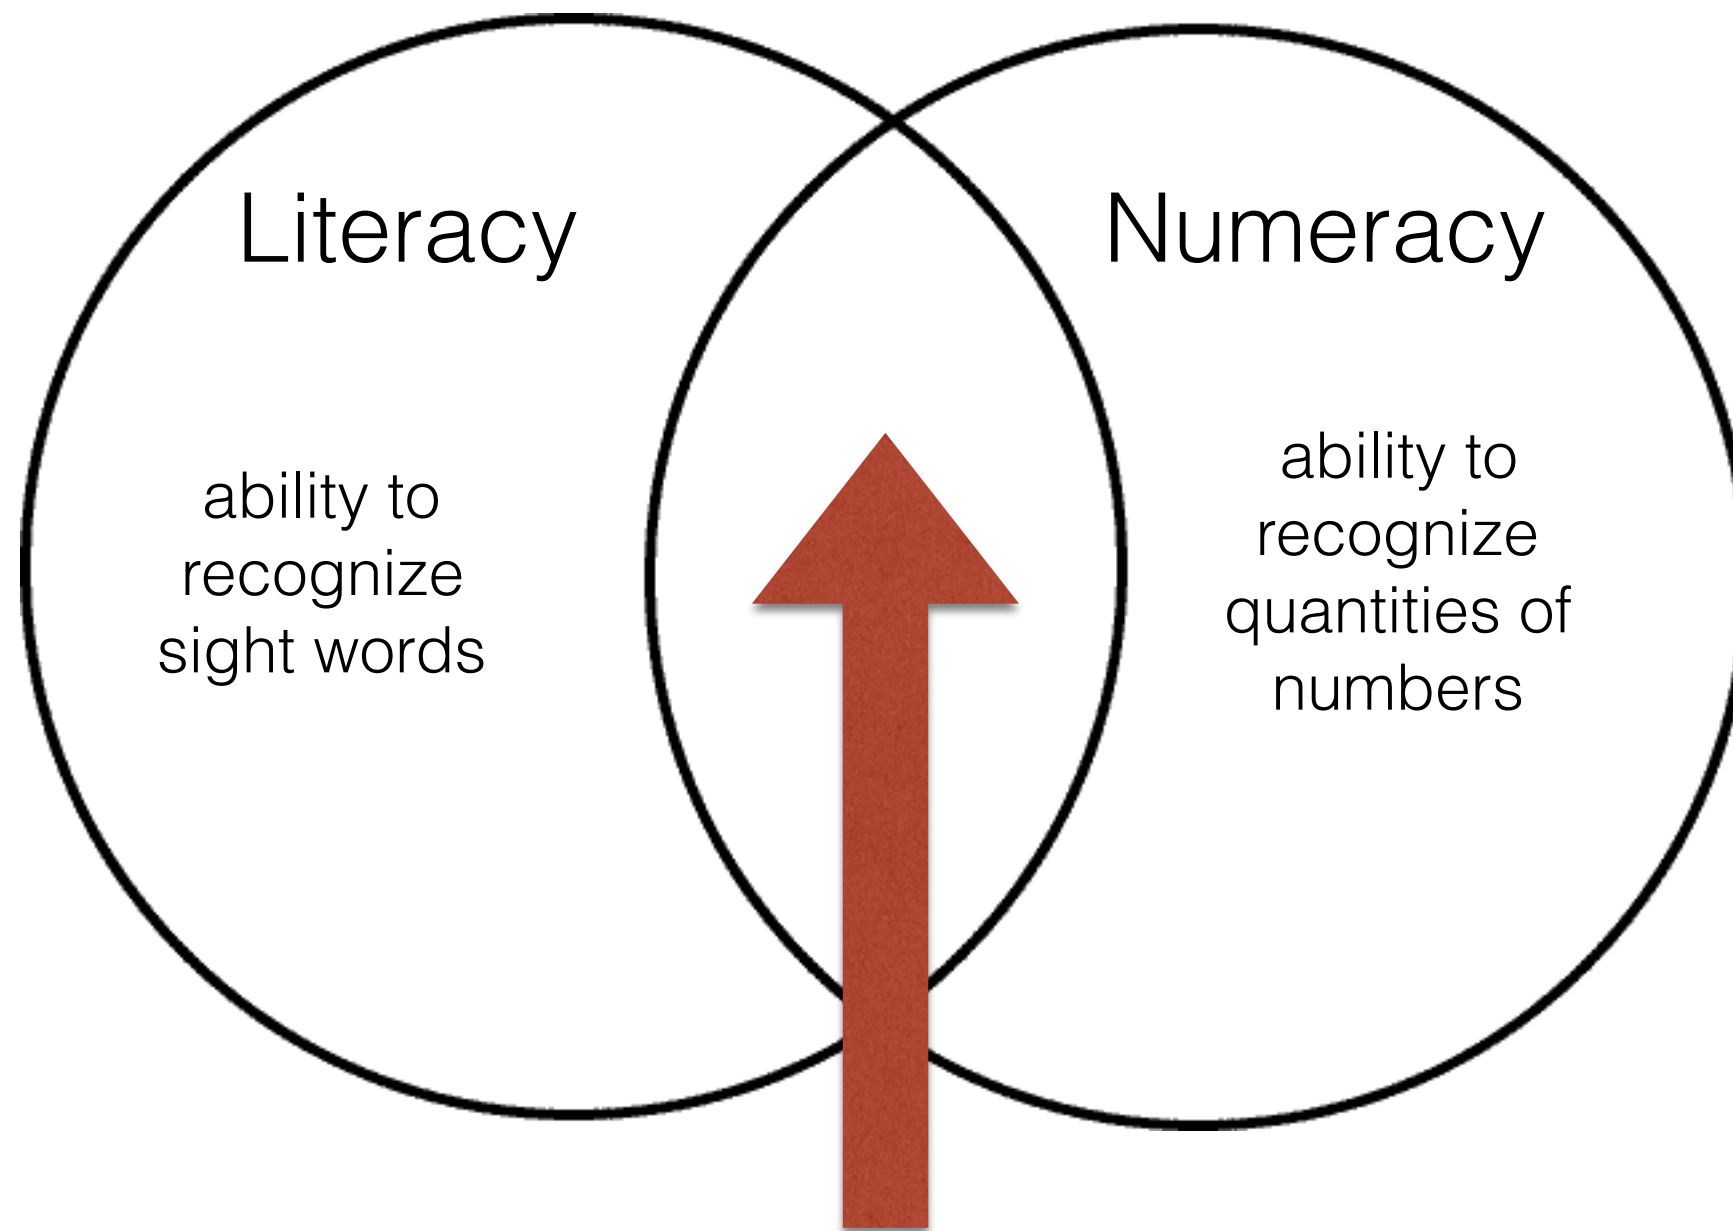 Literacy
Numeracy
ability to
recognize
sight words
ability to
recognize
quantities of
numbers